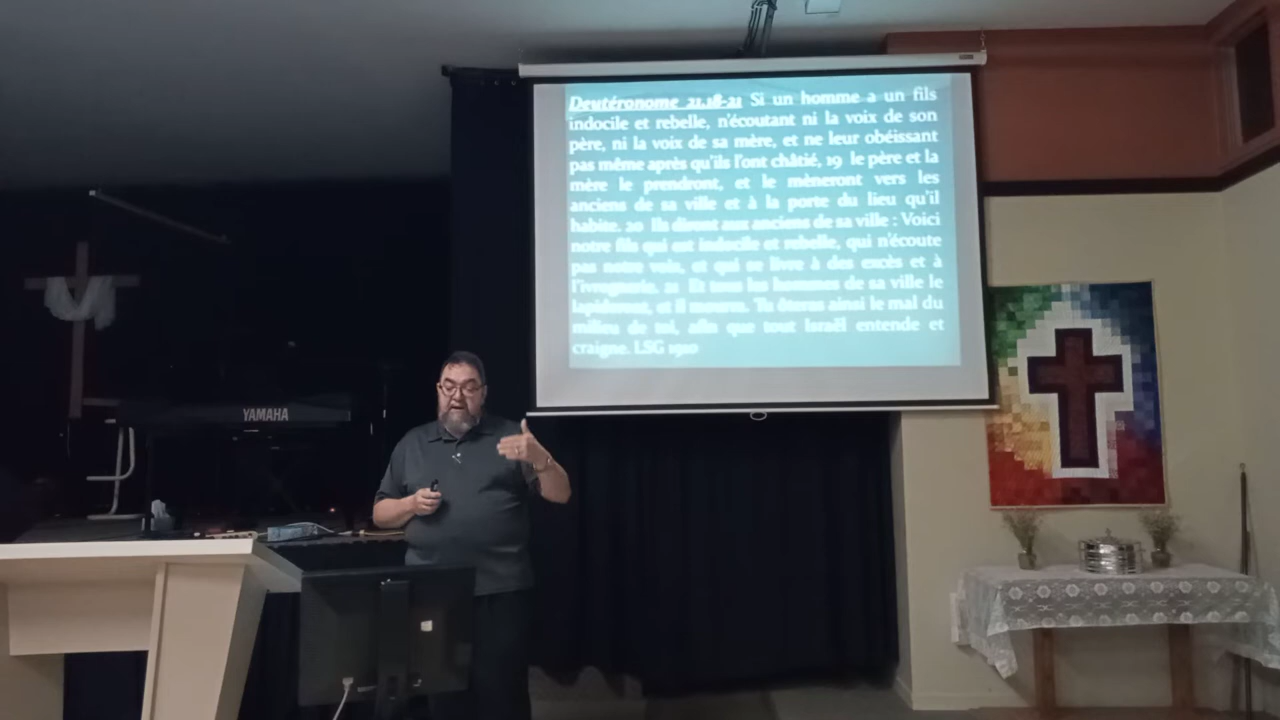 Deutéronome 21.18-21 Si un homme a un fils
indocile et rebelle, n'écoutant ni la voix de son
père, ni la voix de sa mère, et ne leur obéissant
pas même après qu'ils l'ont châtié, 19 le père et la
mère le prendront, et le mèneront vers les
anciens de sa ville et à la porte du lieu qu'il
habite. 20 Ils diront aux anciens de sa ville : Voici
notre fils qui est indocile et rebelle, qui n'écoute
pas notre voix, et qui se livre à des excès et à
l'ivrognerie. 21 Et tous les hommes de sa ville le
lapideront, et il mourra. Tu ôteras ainsi le mal du
milieu de toi, afin que tout Israël entende et
craigne. LSG 1910
YAMAHA